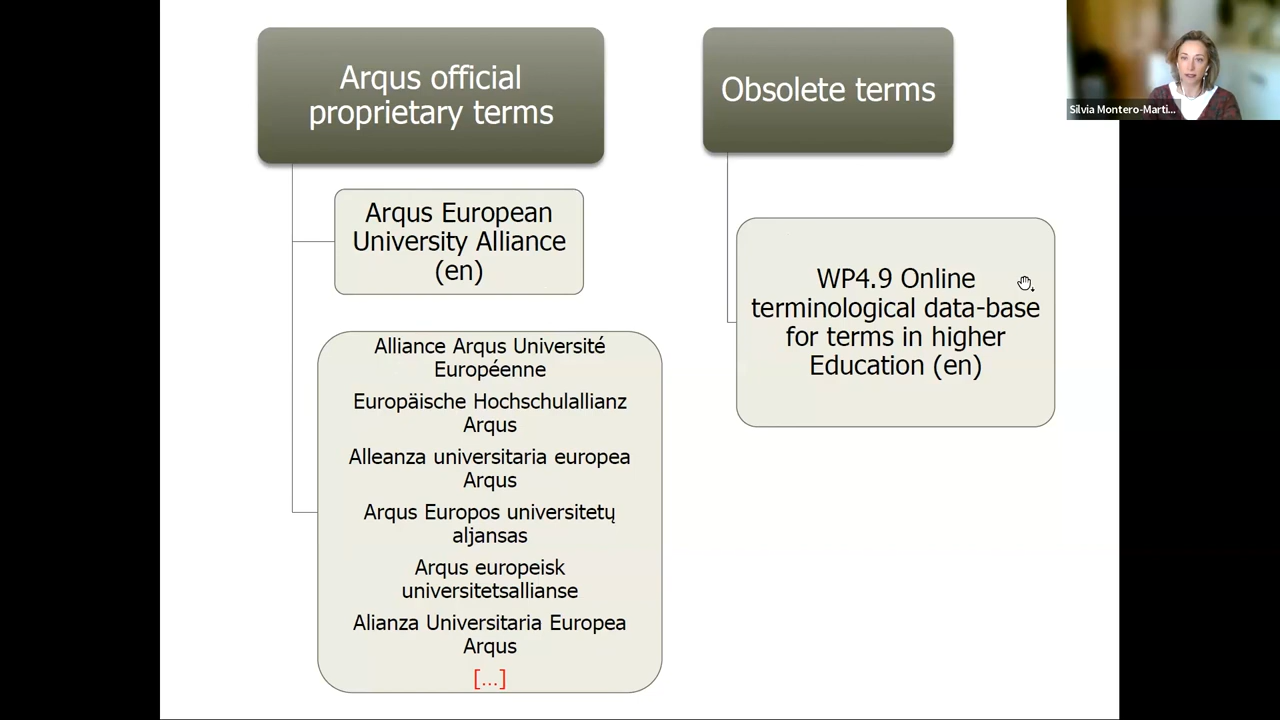 Arqus official
proprietary terms
Arqus European
University Alliance
(en)
Alliance Arqus Université
Européenne
Europäische Hochschulallianz
Arqus
Alleanza universitaria europea
Arqus
Arqus Europos universitetų
aljansas
Arqus europeisk
universitetsallianse
Alianza Universitaria Europea
Arqus
[...]
Obsolete terms
WP4.9 Online
terminological data-base
for terms in higher
Education (en)
Silvia Montero-Marti...